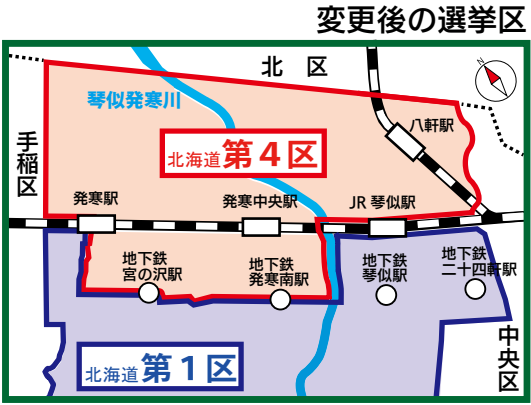 変更後の選挙区
北区
N
琴似発寒川
八軒駅
手稲区
北海道 第4区
発寒駅
発寒中央駅
JR 琴似駅
地下鉄
宮の沢駅
地下鉄
発寒南駅
地下鉄
琴似駅
地下鉄
二十四軒駅
中央区
北海道 第1区